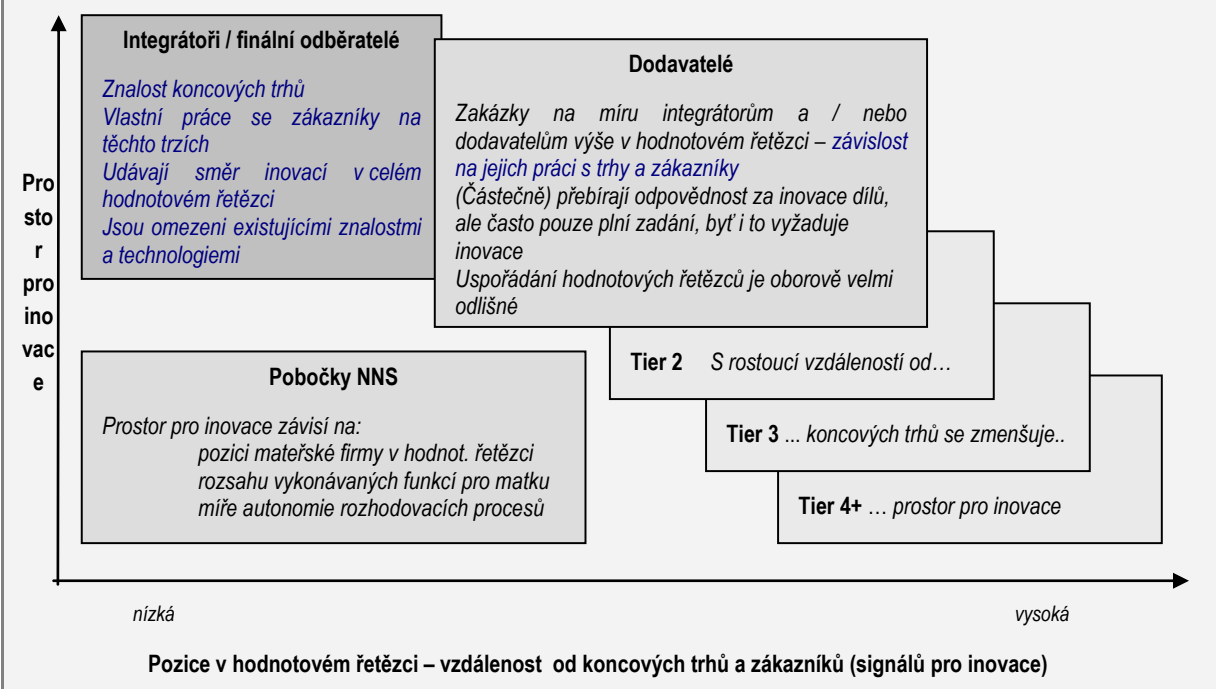 Integrátoři / finální odběratelé
Znalost koncových trhů
Vlastní práce se zákazníky na
těchto trzích
Udávají směr inovací v celém
hodnotovém řetězci
Jsou omezeni existujícími znalostmi
a technologiemi
Dodavatelé
Zakázky na míru integrátorům a / nebo
dodavatelům výše v hodnotovém řetězci – závislost
na jejich práci s trhy a zákazníky
(Částečně) přebírají odpovědnost za inovace dílů,
ale často pouze plní zadání, byť i to vyžaduje
inovace
Uspořádání hodnotových řetězců je oborově velmi
odlišné
Pro
sto
r
pro
ino
vac
e
Tier 2 S rostoucí vzdáleností od…
Tier 3 ... koncových trhů se zmenšuje..
Tier 4+ … prostor pro inovace
Pobočky NNS
Prostor pro inovace závisí na:
pozici mateřské firmy v hodnot. řetězci
rozsahu vykonávaných funkcí pro matku
míře autonomie rozhodovacích procesů
nízká
vysoká
Pozice v hodnotovém řetězci – vzdálenost od koncových trhů a zákazníků (signálů pro inovace)